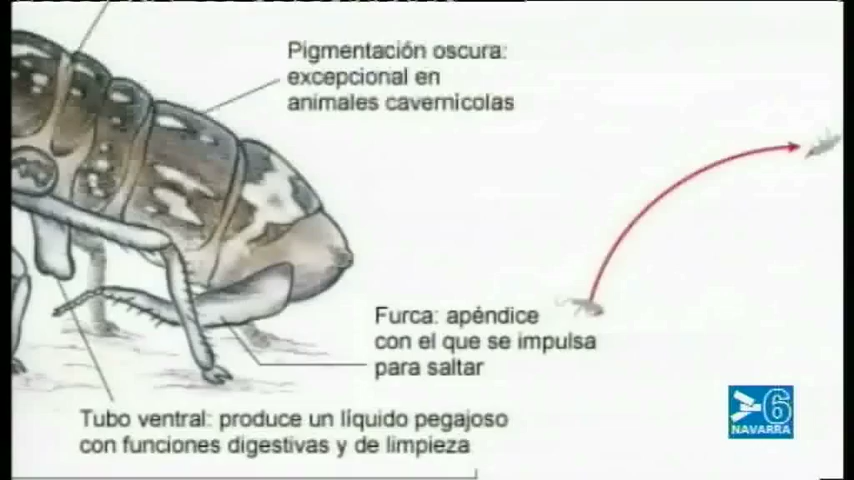 Pigmentación oscura:
excepcional en
animales cavernícolas
Furca: apéndice
con el que se impulsa
para saltar
Tubo ventral: produce un líquido pegajoso
con funciones digestivas y de limpieza
6
NAVARRA